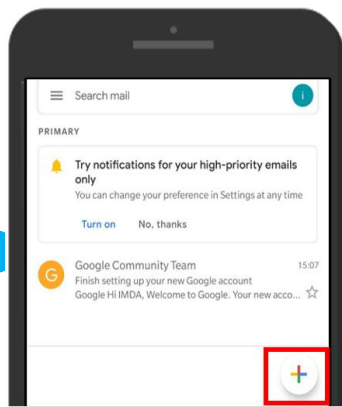 Search mail
i
PRIMARY
Try notifications for your high-priority emails
only
You can change your preference in Settings at any time
Turn on No, thanks
G
Google Community Team 15:07
Finish setting up your new Google account
Google Hi IMDA, Welcome to Google. Your new acco...